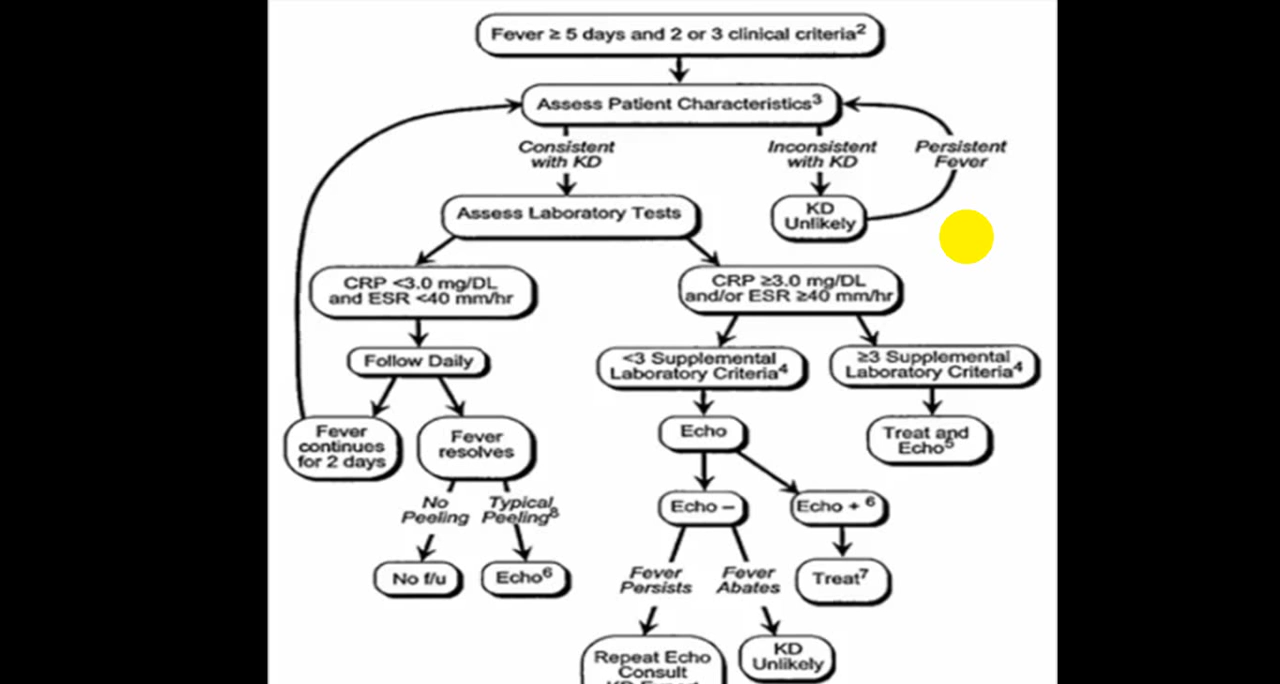 Fever ≥ 5 days and 2 or 3 clinical criteria2
Assess Patient Characteristics3
Consistent
with KD
Inconsistent
with KD
Persistent
Fever
Assess Laboratory Tests
KD
Unlikely
CRP <3.0 mg/DL
and ESR <40 mm/hr
CRP ≥3.0 mg/DL
and/or ESR ≥40 mm/hr
Follow Daily
<3 Supplemental
Laboratory Criteria4
≥3 Supplemental
Laboratory Criteria4
Fever
continues
for 2 days
Fever
resolves
Echo
Treat and
Echo5
No
Peeling
Typical
Peeling8
Echo –
Echo + 6
No f/u
Echo6
Fever
Persists
Fever
Abates
Treat7
Repeat Echo
Consult
KD Expert
KD
Unlikely